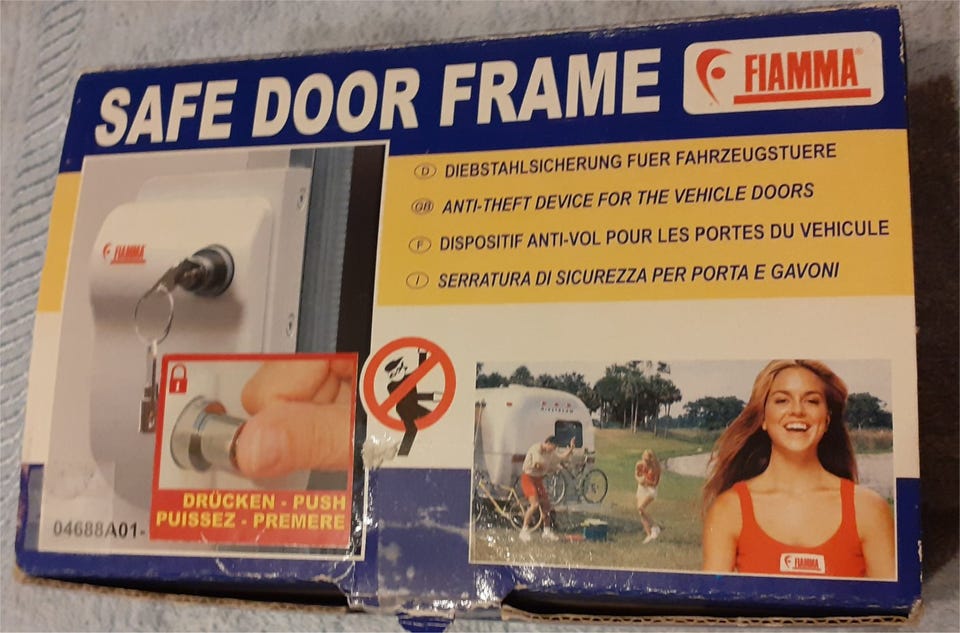 SAFE DOOR FRAME
FIAMMA®
D DIEBSTAHLSICHERUNG FUER FAHRZEUGSTUERE
GB ANTI-THEFT DEVICE FOR THE VEHICLE DOORS
F DISPOSITIF ANTI-VOL POUR LES PORTES DU VEHICULE
I SERRATURA DI SICUREZZA PER PORTA E GAVONI
FIAMMA
DRÜCKEN - PUSH
PUISSEZ - PREMERE
04688A01-
FIAMMA